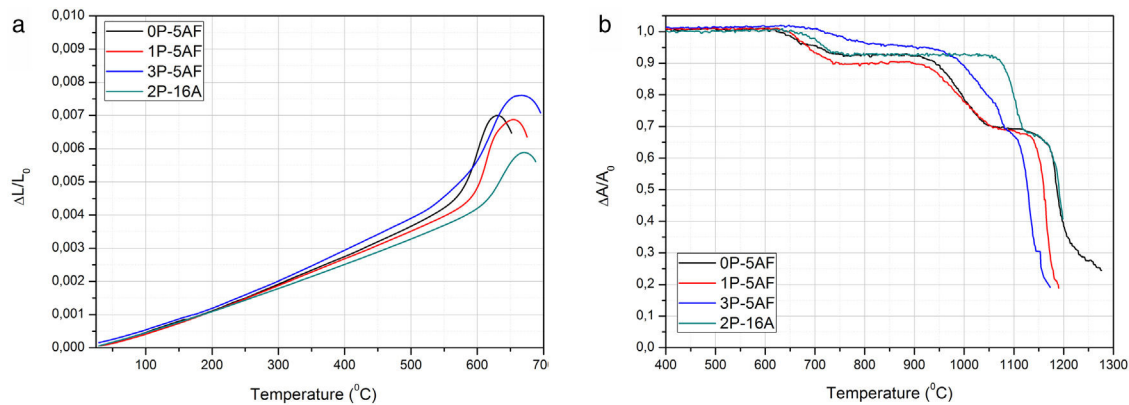 a
0,010
0,009
0,008
0,007
0,006
0,005
0,004
0,003
0,002
0,001
0,000
ΔL/L₀
0P-5AF
1P-5AF
3P-5AF
2P-16A
100 200 300 400 500 600 700
Temperature (⁰C)
b
1,0
0,9
0,8
0,7
0,6
0,5
0,4
0,3
0,2
0,1
0,0
ΔA/A₀
0P-5AF
1P-5AF
3P-5AF
2P-16A
400 500 600 700 800 900 1000 1100 1200 1300
Temperature (⁰C)